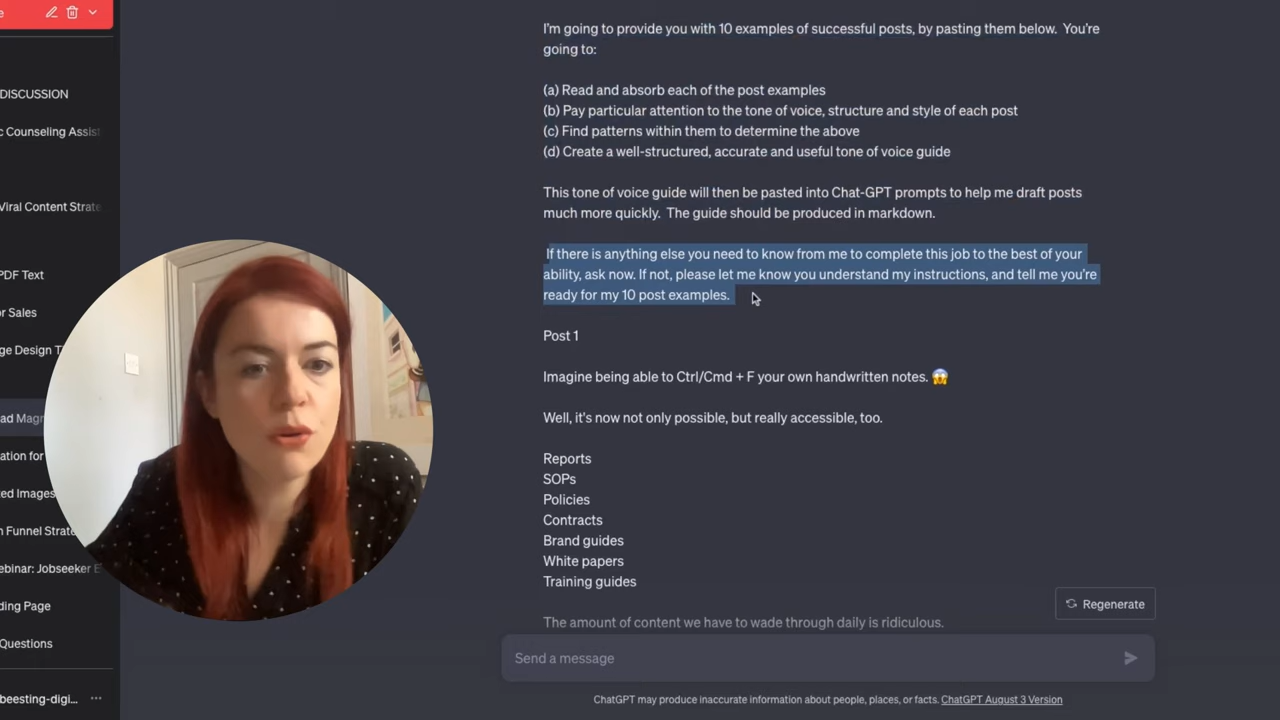 DISCUSSION
c Counseling Assist
Viral Content Strate
PDF Text
or Sales
ge Design T
ad Magn
ation for
ed Images
n Funnel Strate
ebinar: Jobseeker E
ding Page
Questions
beesting-digi...
I'm going to provide you with 10 examples of successful posts, by pasting them below. You're
going to:
(a) Read and absorb each of the post examples
(b) Pay particular attention to the tone of voice, structure and style of each post
(c) Find patterns within them to determine the above
(d) Create a well-structured, accurate and useful tone of voice guide
This tone of voice guide will then be pasted into Chat-GPT prompts to help me draft posts
much more quickly. The guide should be produced in markdown.
If there is anything else you need to know from me to complete this job to the best of your
ability, ask now. If not, please let me know you understand my instructions, and tell me you're
ready for my 10 post examples.
Post 1
Imagine being able to Ctrl/Cmd + F your own handwritten notes. 😱
Well, it's now not only possible, but really accessible, too.
Reports
SOPs
Policies
Contracts
Brand guides
White papers
Training guides
The amount of content we have to wade through daily is ridiculous.
Regenerate
Send a message
ChatGPT may produce inaccurate information about people, places, or facts. ChatGPT August 3 Version